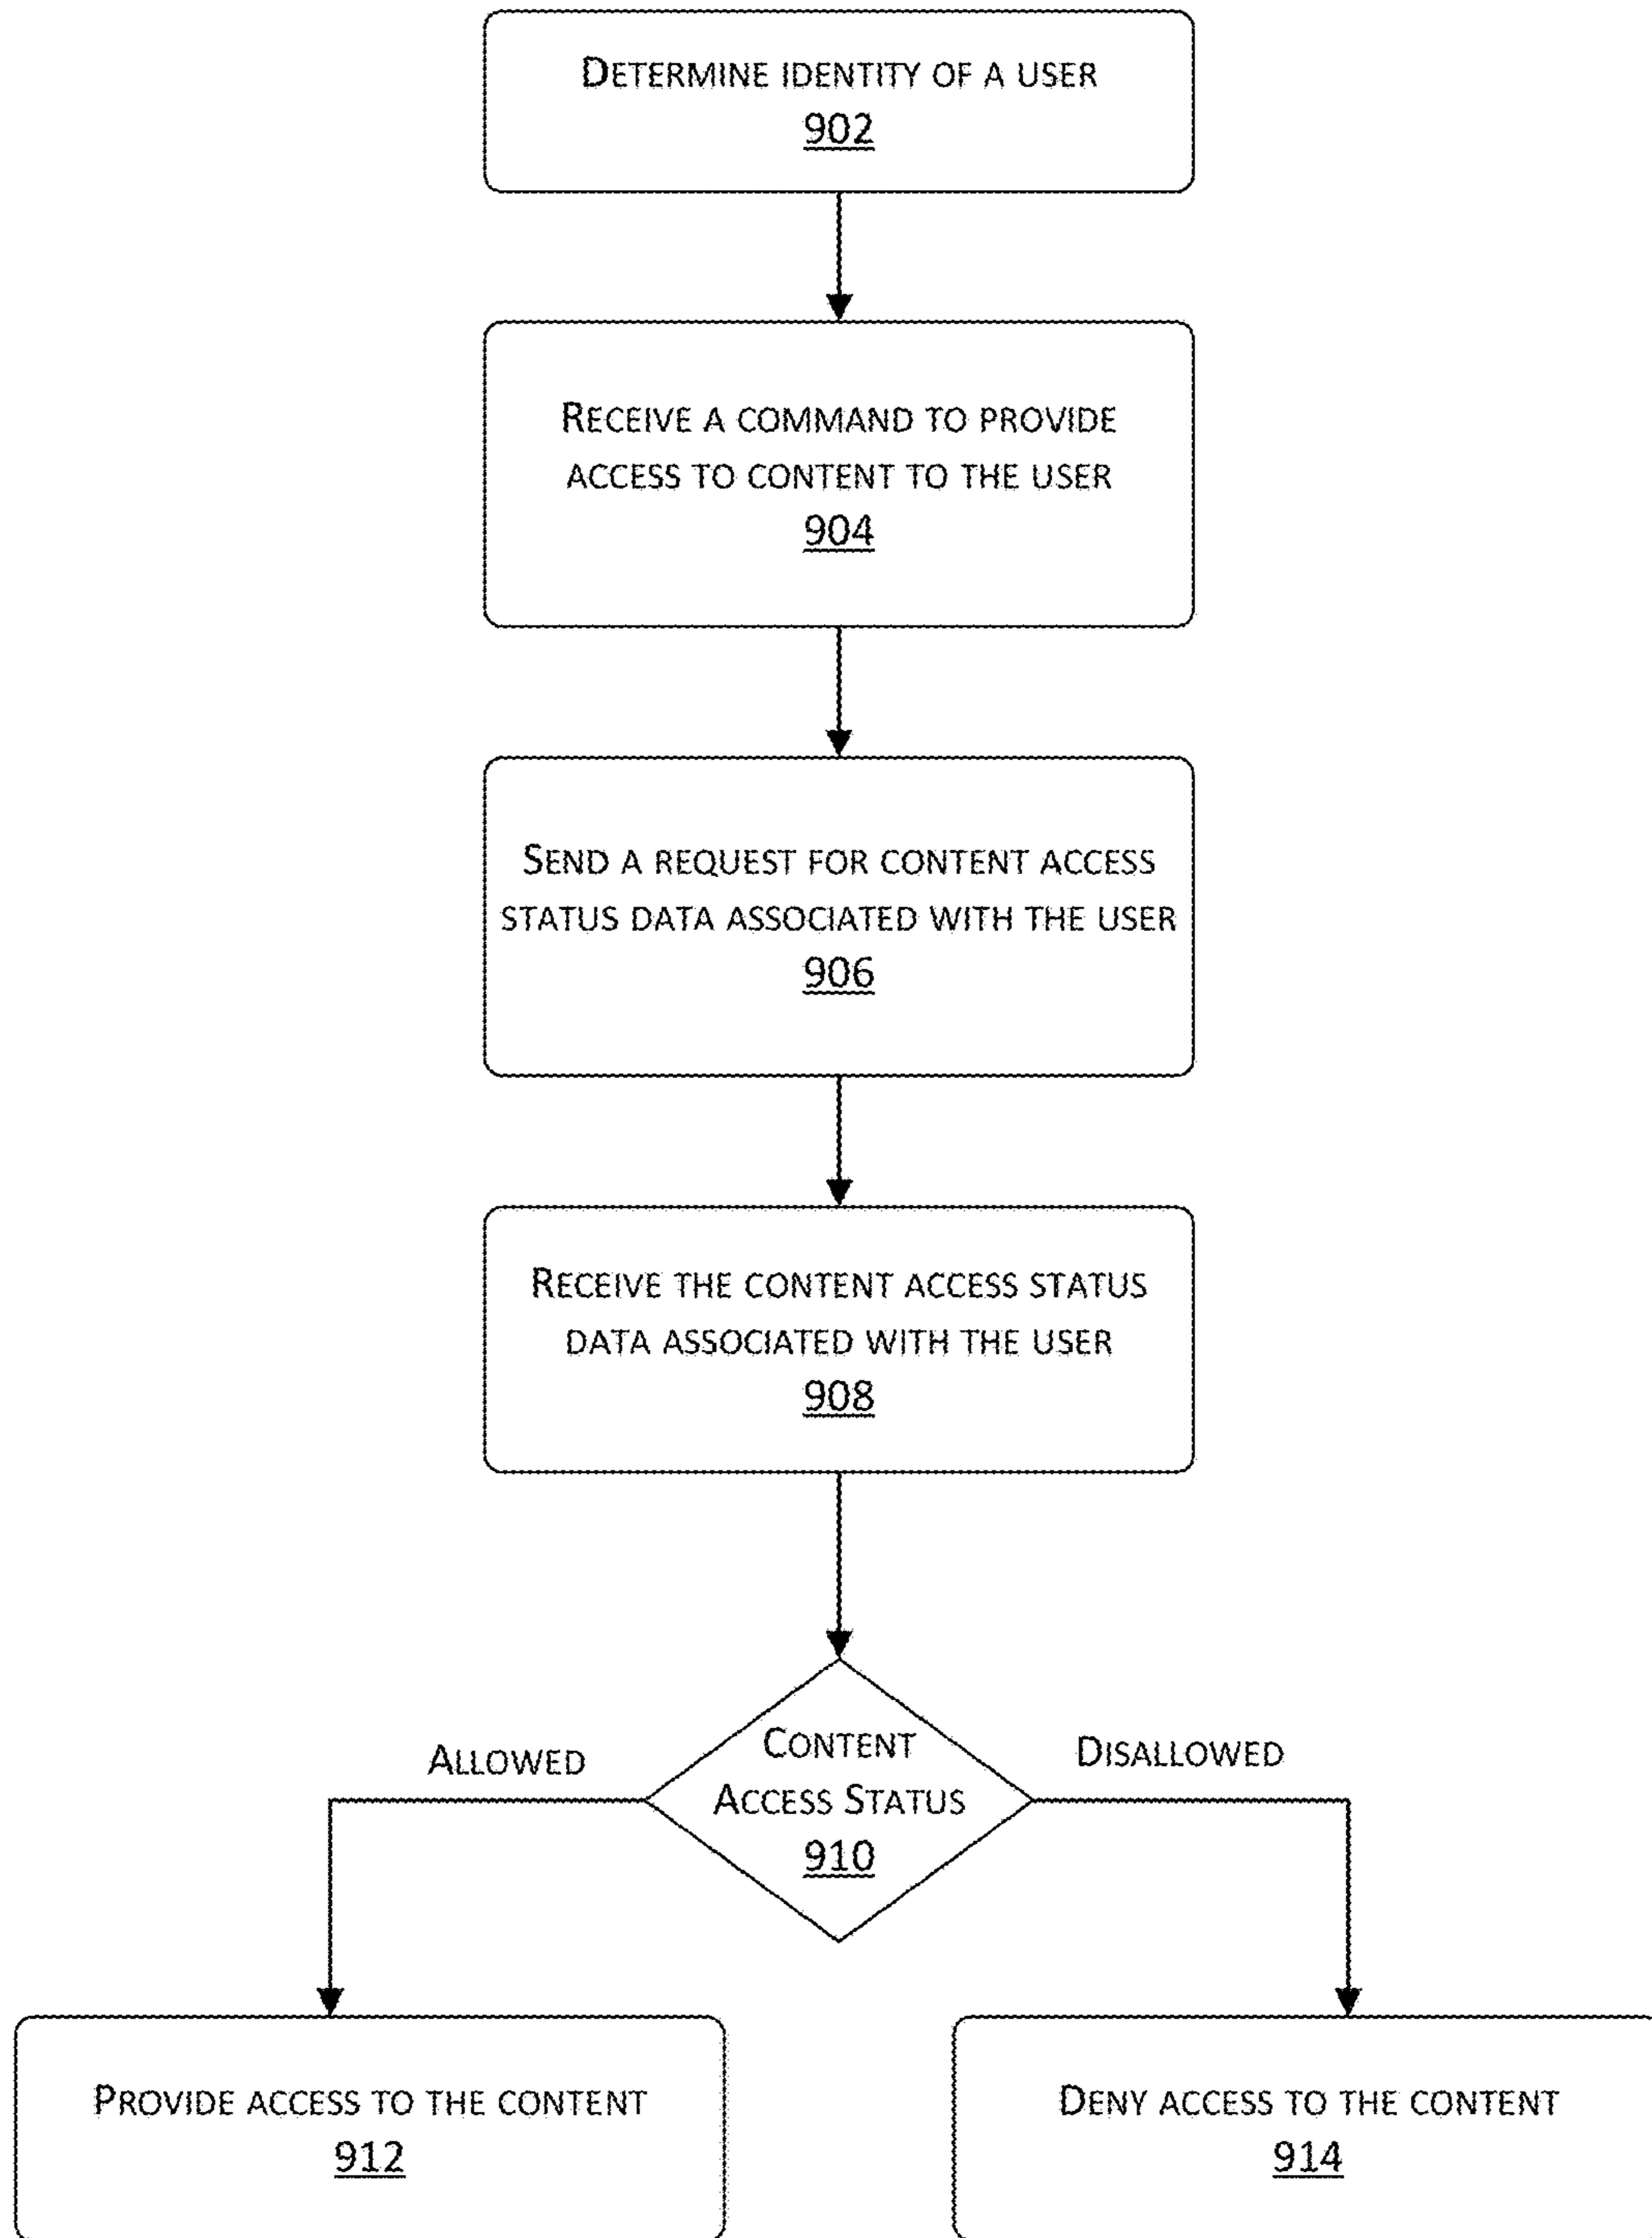 DETERMINE IDENTITY OF A USER
902
RECEIVE A COMMAND TO PROVIDE
ACCESS TO CONTENT TO THE USER
904
SEND A REQUEST FOR CONTENT ACCESS
STATUS DATA ASSOCIATED WITH THE USER
906
RECEIVE THE CONTENT ACCESS STATUS
DATA ASSOCIATED WITH THE USER
908
CONTENT
ACCESS STATUS
910
ALLOWED
DISALLOWED
PROVIDE ACCESS TO THE CONTENT
912
DENY ACCESS TO THE CONTENT
914